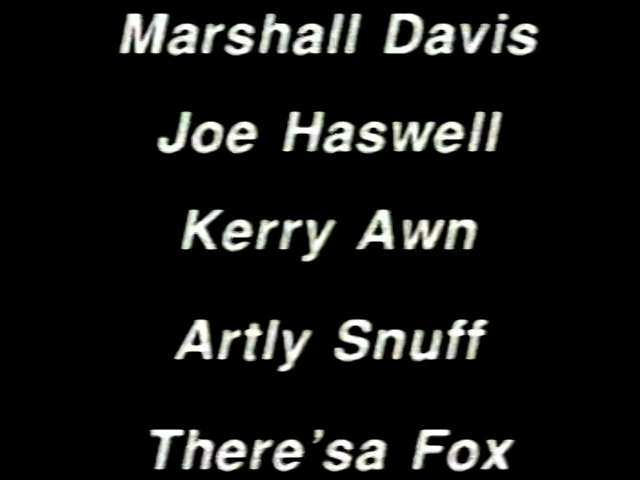 Marshall Davis
Joe Haswell
Kerry Awn
Artly Snuff
There’sa Fox